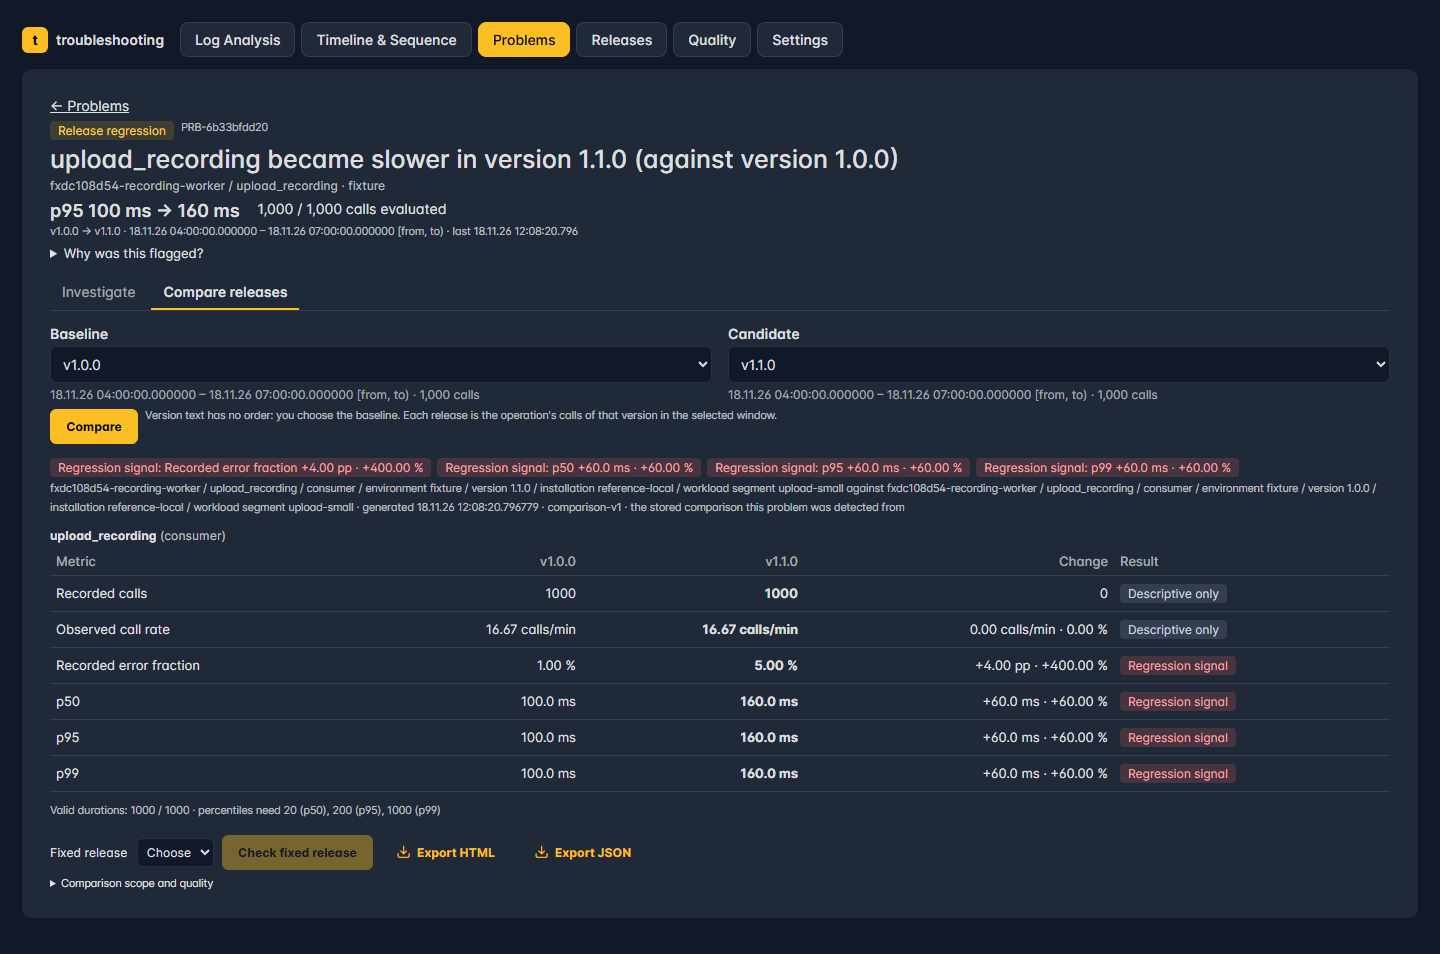 t troubleshooting Log Analysis Timeline & Sequence Problems Releases Quality Settings
← Problems
Release regression PRB-6b33bfdd20
upload_recording became slower in version 1.1.0 (against version 1.0.0)
fxdc108d54-recording-worker / upload_recording · fixture
p95 100 ms → 160 ms 1,000 / 1,000 calls evaluated
v1.0.0 → v1.1.0 · 18.11.26 04:00:00.000000 – 18.11.26 07:00:00.000000 [from, to) · last 18.11.26 12:08:20.796
▶ Why was this flagged?
Investigate Compare releases
Baseline Candidate
v1.0.0 v1.1.0
18.11.26 04:00:00.000000 – 18.11.26 07:00:00.000000 [from, to) · 1,000 calls 18.11.26 04:00:00.000000 – 18.11.26 07:00:00.000000 [from, to) · 1,000 calls
Compare Version text has no order: you choose the baseline. Each release is the operation's calls of that version in the selected window.
Regression signal: Recorded error fraction +4.00 pp · +400.00 % Regression signal: p50 +60.0 ms · +60.00 % Regression signal: p95 +60.0 ms · +60.00 % Regression signal: p99 +60.0 ms · +60.00 %
fxdc108d54-recording-worker / upload_recording / consumer / environment fixture / version 1.1.0 / installation reference-local / workload segment upload-small against fxdc108d54-recording-worker / upload_recording / consumer / environment fixture / version 1.0.0 /
installation reference-local / workload segment upload-small · generated 18.11.26 12:08:20.796779 · comparison-v1 · the stored comparison this problem was detected from
upload_recording (consumer)
Metric v1.0.0 v1.1.0 Change Result
Recorded calls 1000 1000 0 Descriptive only
Observed call rate 16.67 calls/min 16.67 calls/min 0.00 calls/min · 0.00 % Descriptive only
Recorded error fraction 1.00 % 5.00 % +4.00 pp · +400.00 % Regression signal
p50 100.0 ms 160.0 ms +60.0 ms · +60.00 % Regression signal
p95 100.0 ms 160.0 ms +60.0 ms · +60.00 % Regression signal
p99 100.0 ms 160.0 ms +60.0 ms · +60.00 % Regression signal
Valid durations: 1000 / 1000 · percentiles need 20 (p50), 200 (p95), 1000 (p99)
Fixed release Choose Check fixed release Export HTML Export JSON
▶ Comparison scope and quality